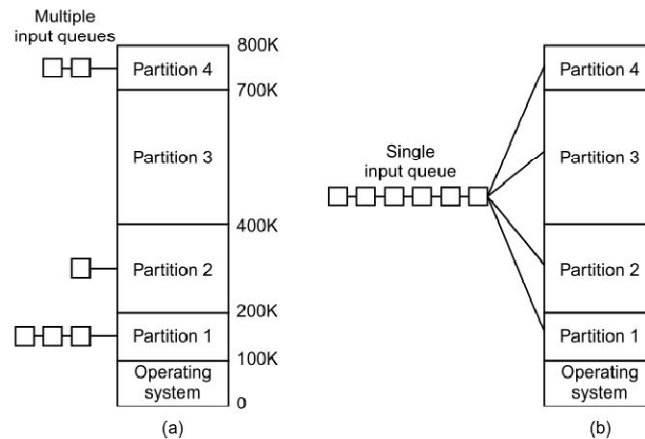 Multiple
input queues
800K
Partition 4
700K
Partition 3
400K
Partition 2
200K
Partition 1
100K
Operating
system
0
(a)
Single
input queue
Partition 4
Partition 3
Partition 2
Partition 1
Operating
system
(b)